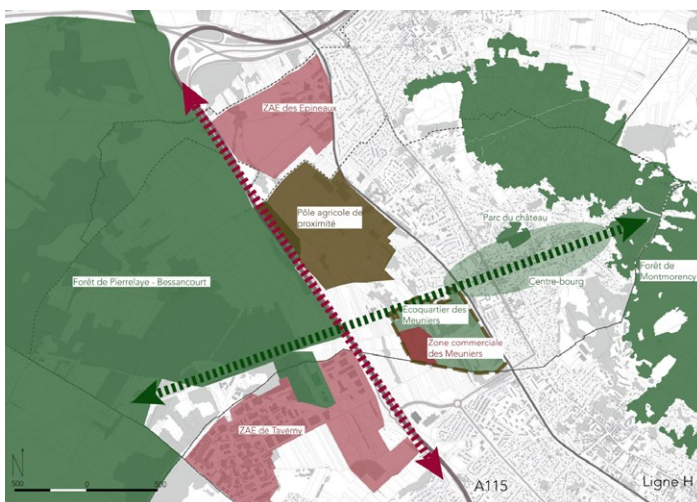 ZAE des Epineaux
Pôle agricole de
proximité
Parc du château
Forêt de Pierrelaye - Bessancourt
Forêt de
Montmorency
Centre-bourg
Ecoquartier des
Meuniers
Zone commerciale
des Meuniers
ZAE de Taverny
N
500
0
500
A115
Ligne H